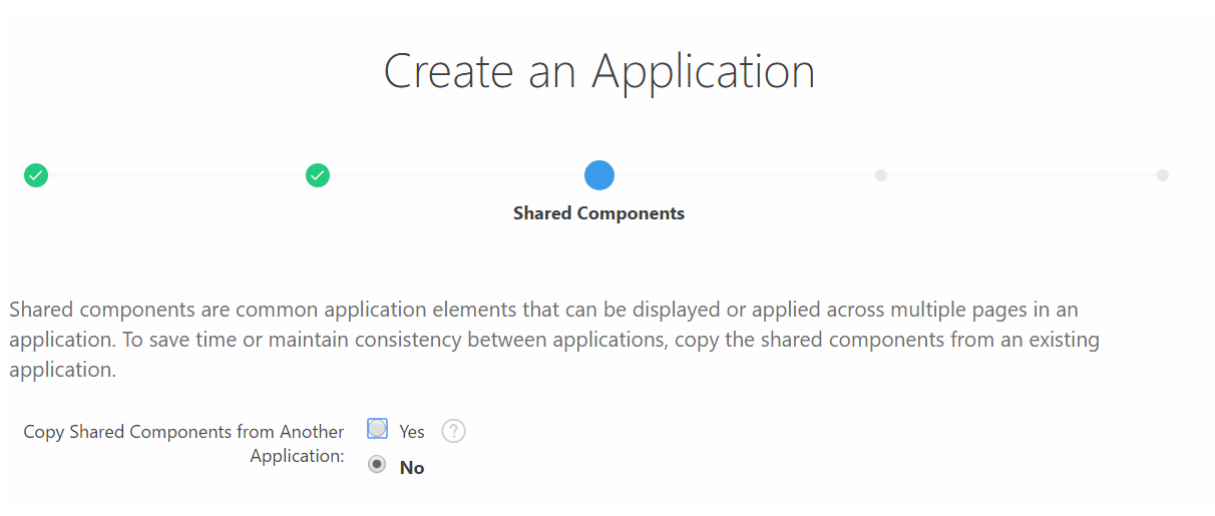 Create an Application
Shared Components
Shared components are common application elements that can be displayed or applied across multiple pages in an
application. To save time or maintain consistency between applications, copy the shared components from an existing
application.
Copy Shared Components from Another
Application:
Yes ?
No